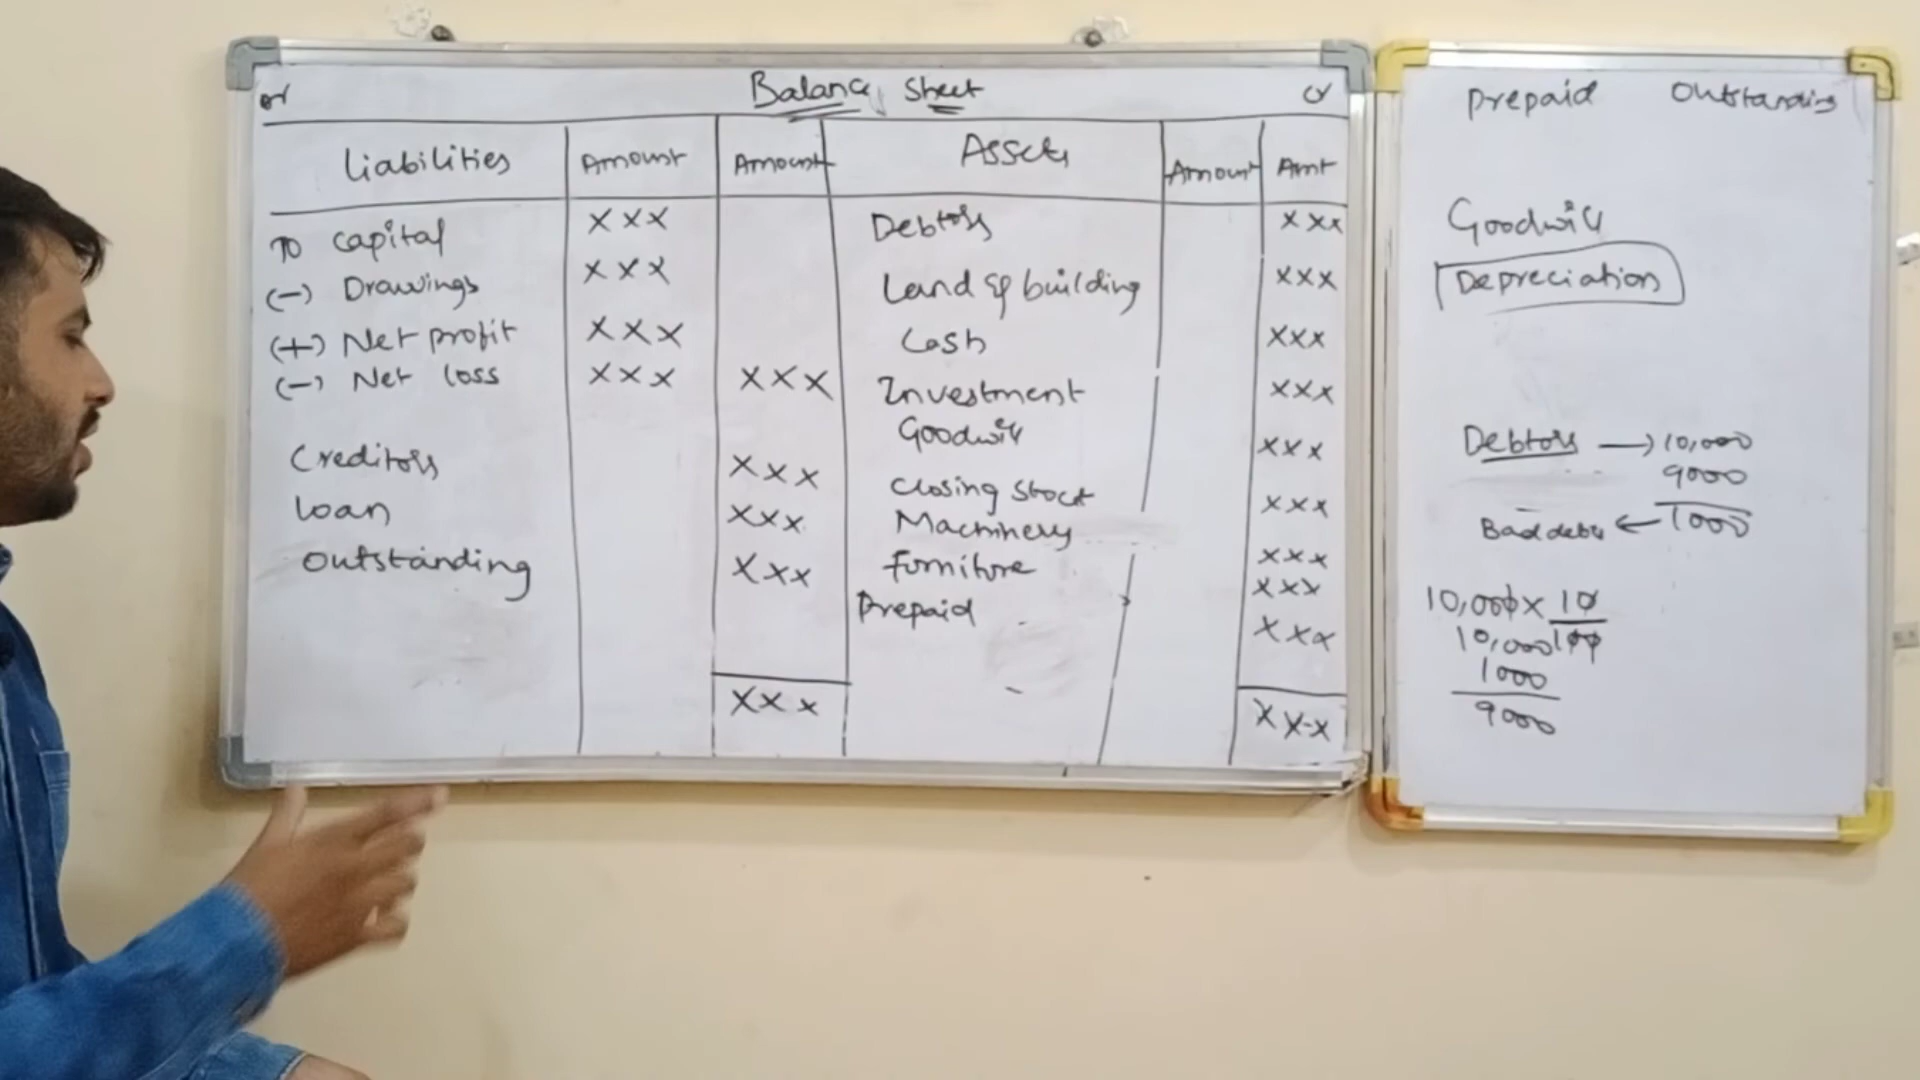 Dr Balance Sheet Cr
Liabilities Amount Amount Assets Amount Amt
To Capital XXX Debtors XXX
(-) Drawings XXX Land & building XXX
(+) Net profit XXX Cash XXX
(-) Net loss XXX XXX Investment XXX
Goodwill XXX
Creditors XXX Closing Stock XXX
Loan XXX Machinery XXX
Outstanding XXX Furniture XXX
Prepaid XXX
XXX XXX
Prepaid Outstanding
Goodwill
Depreciation
Debtors → 10,000
9000
Bad debts ← 1000
10,000 x 10/100
10,000
1000
9000